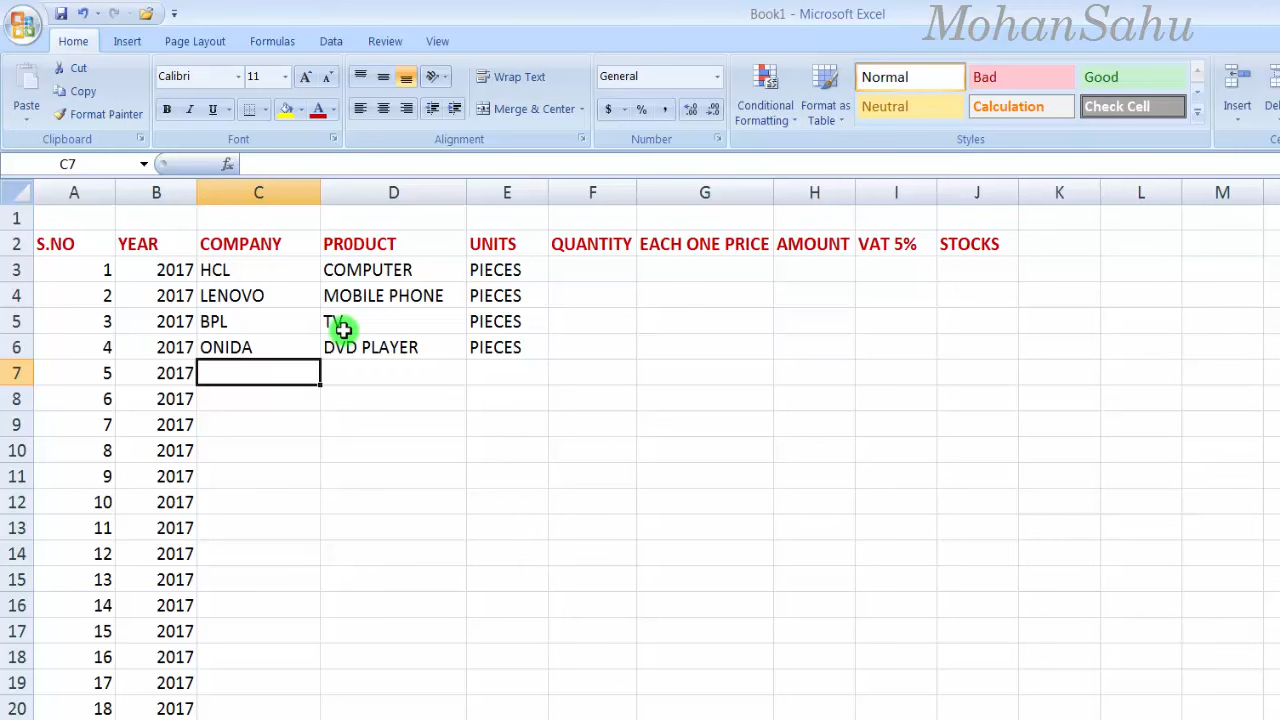 Book1 - Microsoft Excel
MohanSahu
Home Insert Page Layout Formulas Data Review View
Paste
Cut
Copy
Format Painter
Clipboard
Calibri 11
B I U A
Font
Wrap Text
Merge & Center
Alignment
General
$ % ,
Number
Conditional Formatting
Format as Table
Normal Bad Good
Neutral Calculation Check Cell
Styles
Insert
C7 fx
A B C D E F G H I J K L M
1
2 S.NO YEAR COMPANY PR0DUCT UNITS QUANTITY EACH ONE PRICE AMOUNT VAT 5% STOCKS
3 1 2017 HCL COMPUTER PIECES
4 2 2017 LENOVO MOBILE PHONE PIECES
5 3 2017 BPL TV PIECES
6 4 2017 ONIDA DVD PLAYER PIECES
7 5 2017
8 6 2017
9 7 2017
10 8 2017
11 9 2017
12 10 2017
13 11 2017
14 12 2017
15 13 2017
16 14 2017
17 15 2017
18 16 2017
19 17 2017
20 18 2017